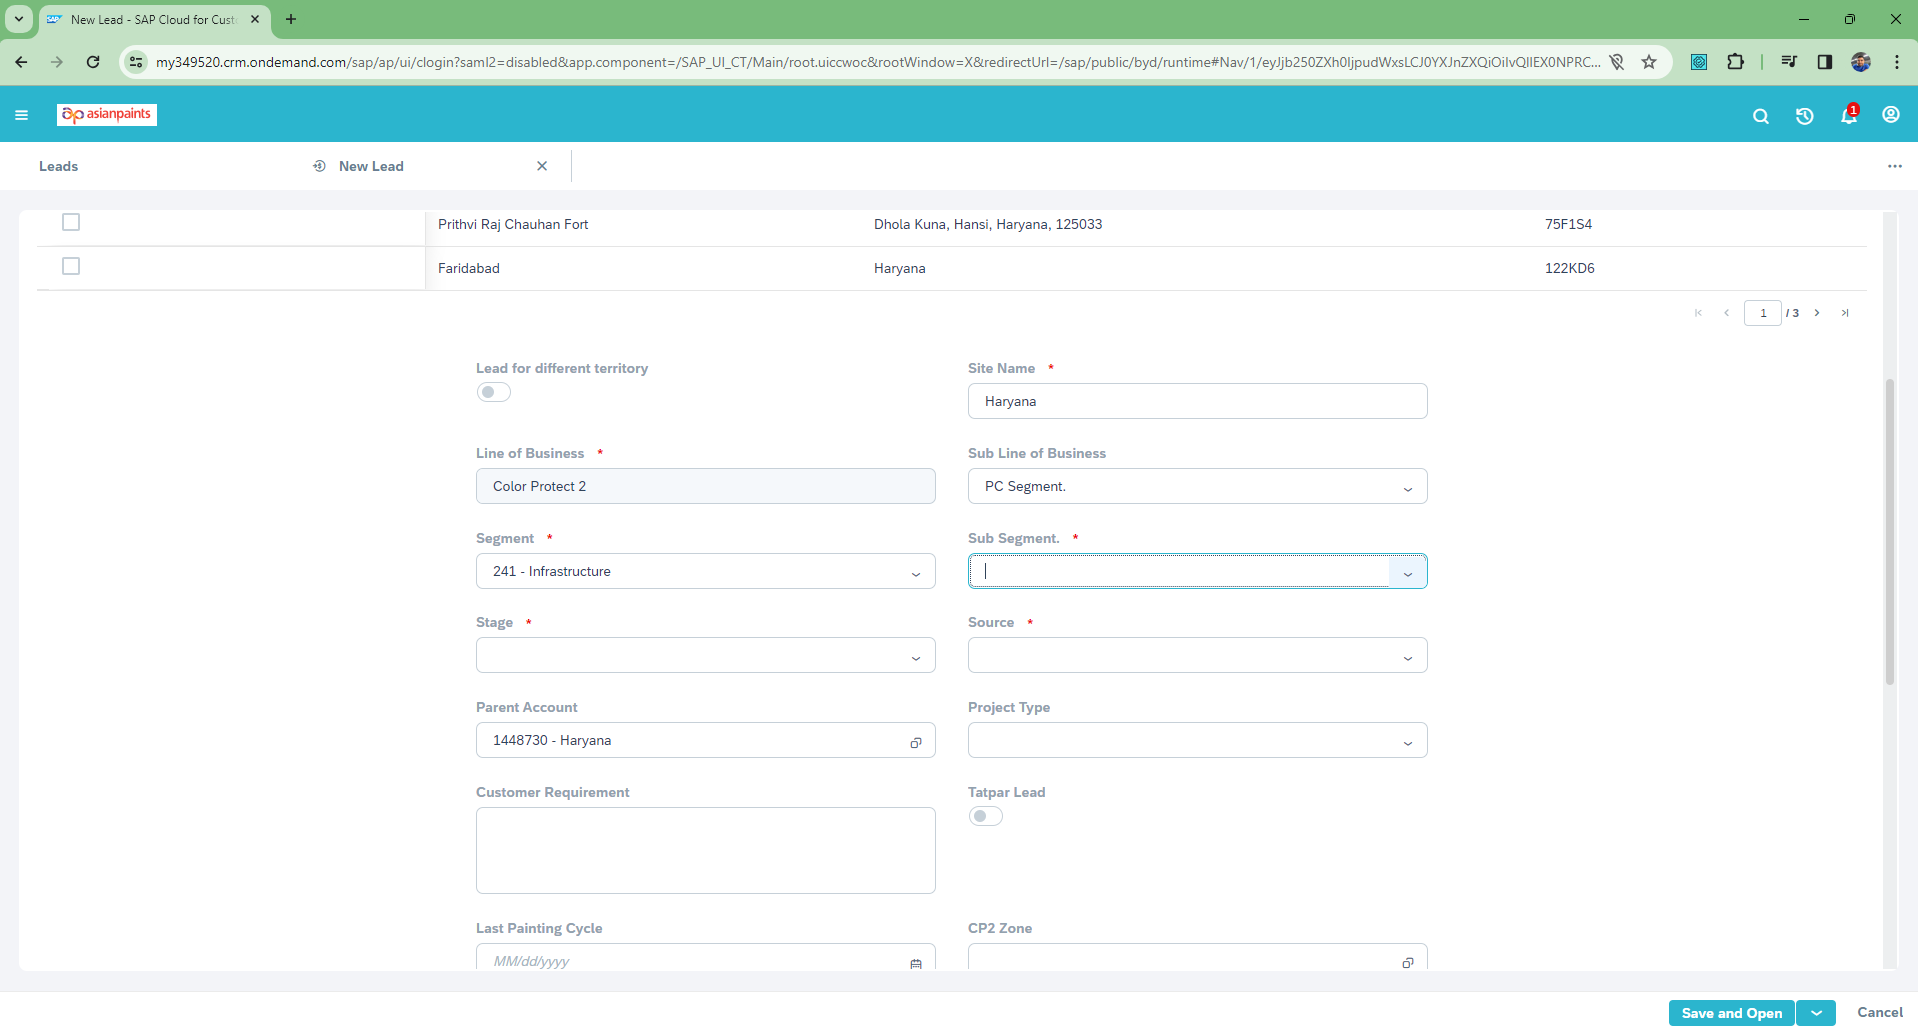 New Lead - SAP Cloud for Cust
my349520.crm.ondemand.com/sap/ap/ui/clogin?saml2=disabled&app.component=/SAP_UI_CT/Main/root.uiccwoc&rootWindow=X&redirectUrl=/sap/public/byd/runtime#Nav/1/eyJjb250ZXh0IjpudWxsLCJ0YXJnZXQiOiIvQllEX0NPRC...
asianpaints
1
Leads
New Lead
Prithvi Raj Chauhan Fort
Dhola Kuna, Hansi, Haryana, 125033
75F1S4
Faridabad
Haryana
122KD6
1 / 3
Lead for different territory
Site Name *
Haryana
Line of Business *
Sub Line of Business
Color Protect 2
PC Segment.
Segment *
Sub Segment. *
241 - Infrastructure
Stage *
Source *
Parent Account
Project Type
1448730 - Haryana
Customer Requirement
Tatpar Lead
Last Painting Cycle
CP2 Zone
MM/dd/yyyy
Save and Open
Cancel